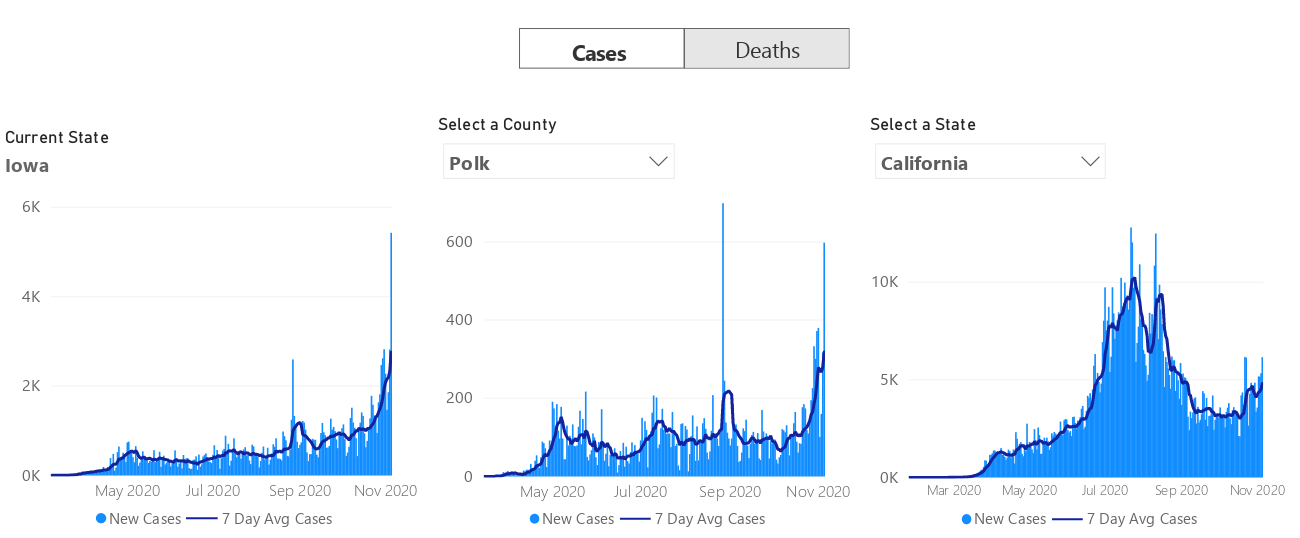 Cases
Deaths
Current State
Iowa
6K
4K
2K
0K
May 2020
Jul 2020
Sep 2020
Nov 2020
New Cases
7 Day Avg Cases
Select a County
Polk
600
400
200
0
May 2020
Jul 2020
Sep 2020
Nov 2020
New Cases
7 Day Avg Cases
Select a State
California
10K
5K
0K
Mar 2020
May 2020
Jul 2020
Sep 2020
Nov 2020
New Cases
7 Day Avg Cases